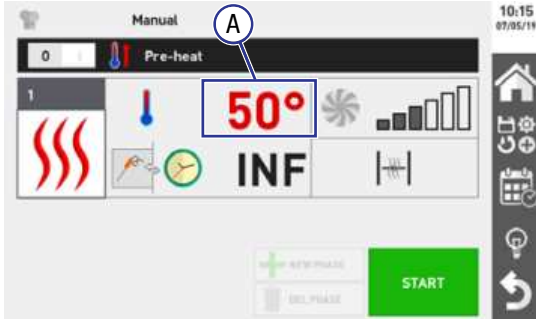 Manual
A
10:15
07/05/19
0
Pre-heat
1
50°
INF
NEW PHASE
DEL PHASE
START